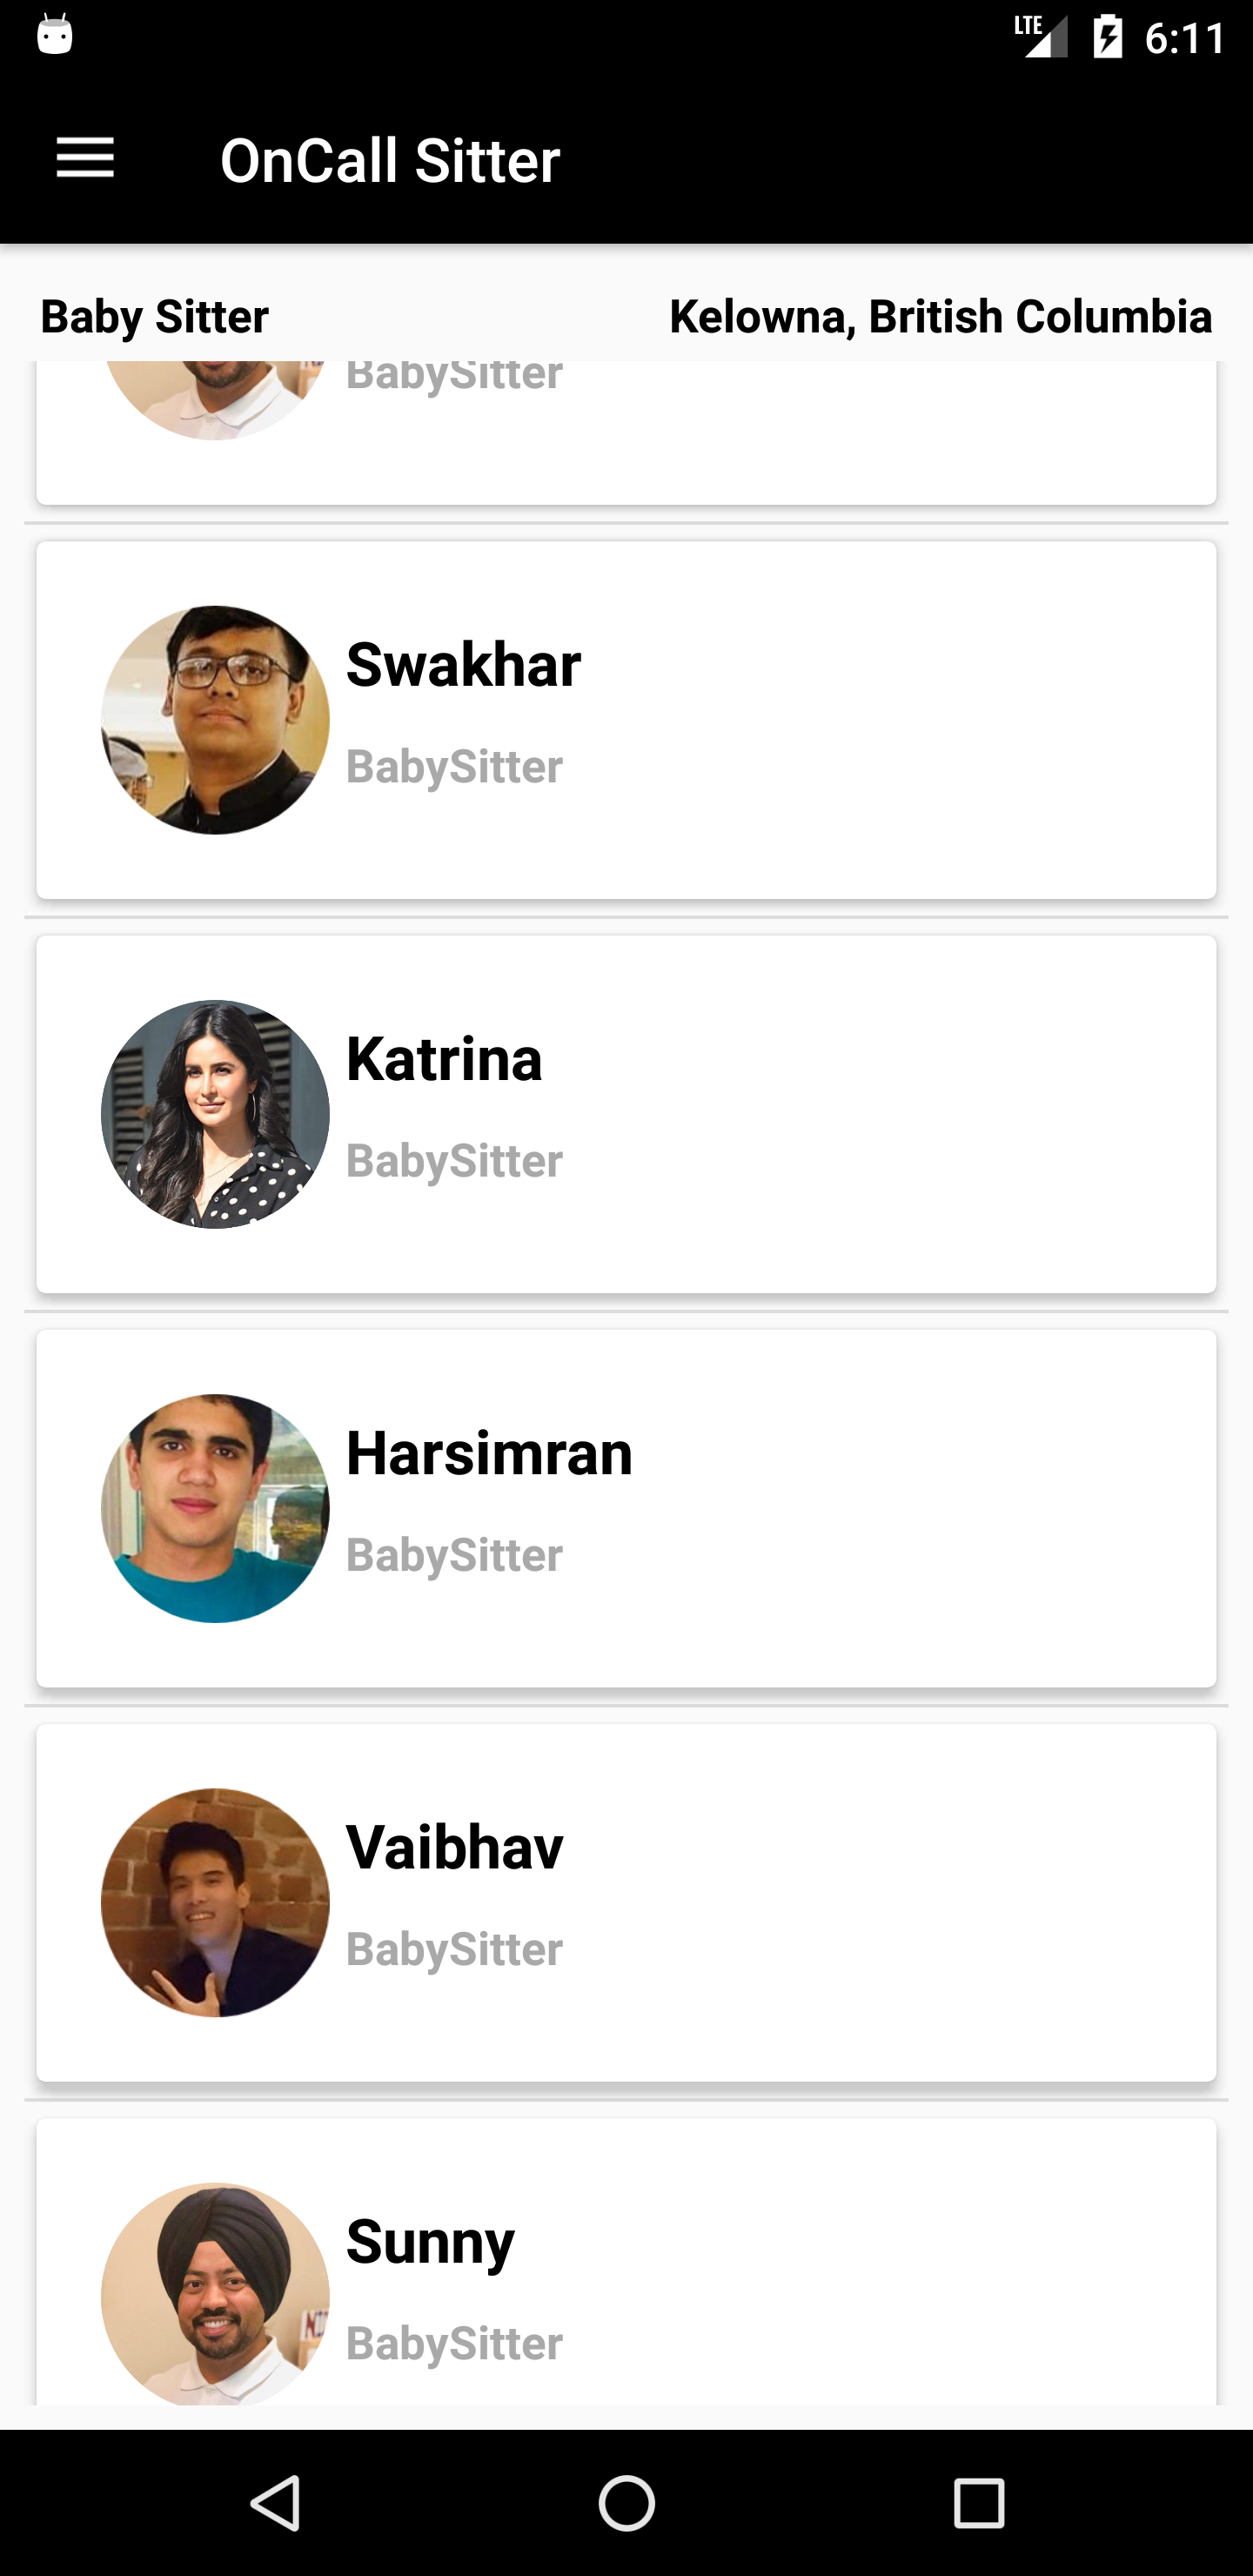 LTE 6:11
OnCall Sitter
Baby Sitter Kelowna, British Columbia
BabySitter
Swakhar
BabySitter
Katrina
BabySitter
Harsimran
BabySitter
Vaibhav
BabySitter
Sunny
BabySitter